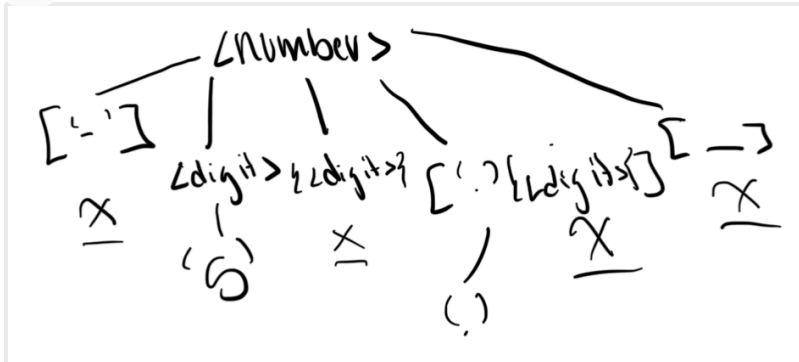 <number>
['-'] <digit> {<digit>} ['.'{<digit>}] [ _ ]
x x x x
'5'
'.'